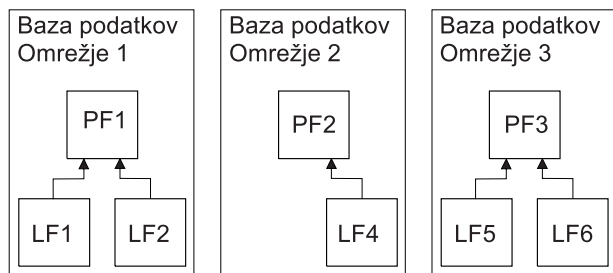 Baza podatkov
Omrežje 1
PF1
LF1
LF2
Baza podatkov
Omrežje 2
PF2
LF4
Baza podatkov
Omrežje 3
PF3
LF5
LF6